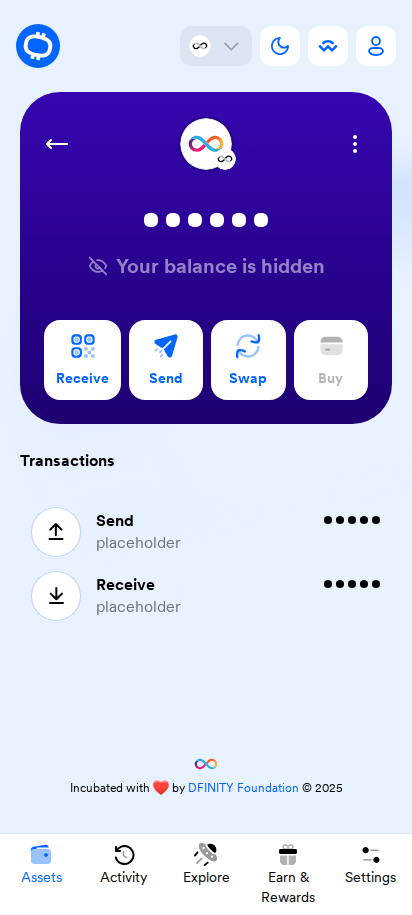 Your balance is hidden
Receive
Send
Swap
Buy
Transactions
Send
placeholder
Receive
placeholder
Incubated with ❤️ by DFINITY Foundation © 2025
Assets
Activity
Explore
Earn &
Rewards
Settings